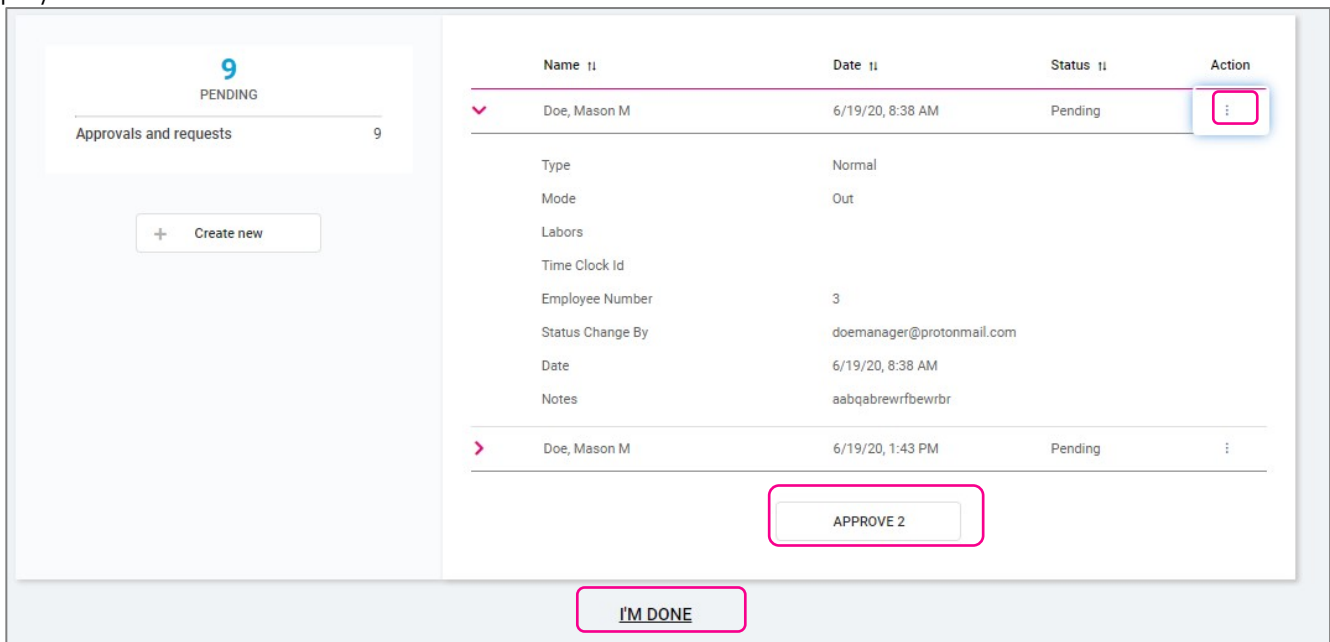 9
PENDING
Approvals and requests 9
+ Create new
Name Date Status Action
Doe, Mason M 6/19/20, 8:38 AM Pending
Type Normal
Mode Out
Labors
Time Clock Id
Employee Number 3
Status Change By doemanager@protonmail.com
Date 6/19/20, 8:38 AM
Notes aabqabrewrfbewrbr
Doe, Mason M 6/19/20, 1:43 PM Pending
APPROVE 2
I'M DONE